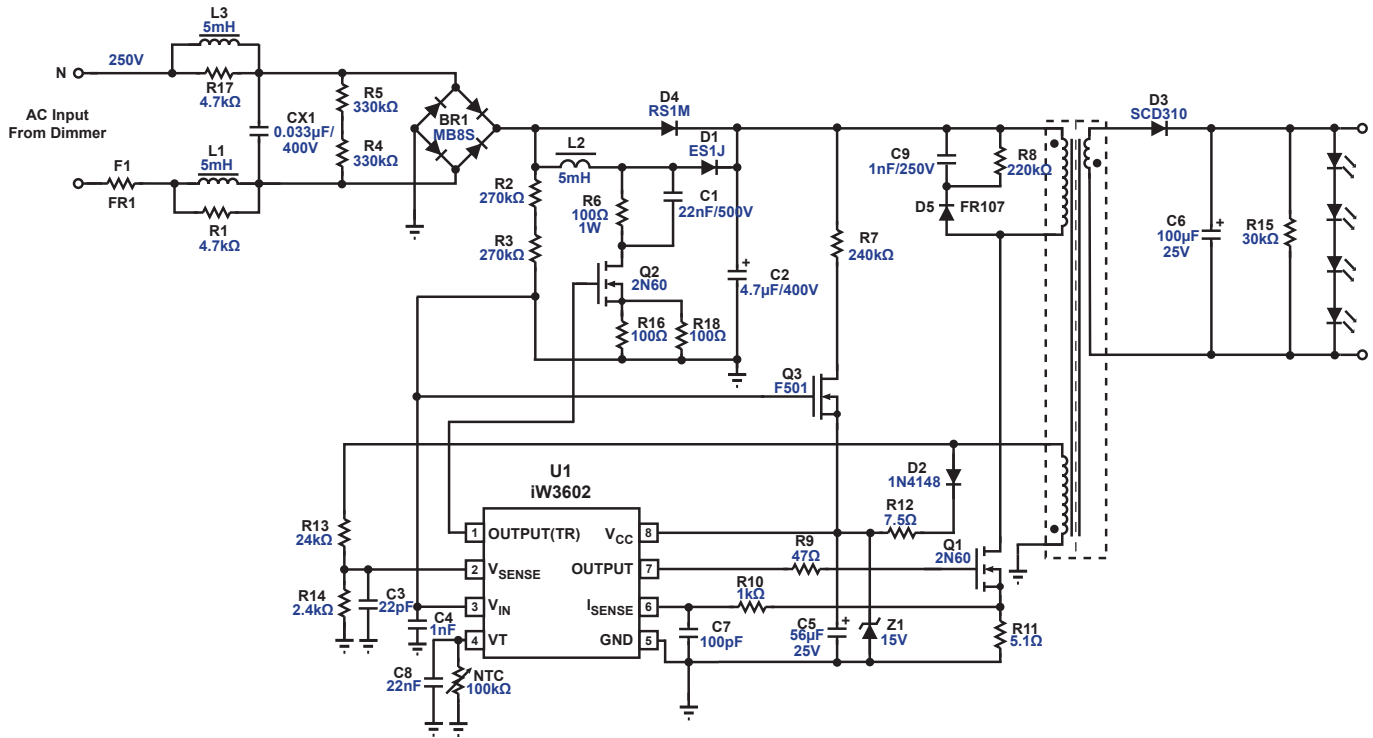 L3
5mH
N
250V
R17
4.7kΩ
AC Input
From Dimmer
CX1
0.033µF/
400V
R5
330kΩ
R4
330kΩ
BR1
MB8S
F1
FR1
L1
5mH
R1
4.7kΩ
D4
RS1M
L2
5mH
D1
ES1J
R2
270kΩ
R3
270kΩ
R6
100Ω
1W
C1
22nF/500V
Q2
2N60
R16
100Ω
R18
100Ω
C2
4.7µF/400V
R7
240kΩ
C9
1nF/250V
R8
220kΩ
D5
FR107
D3
SCD310
C6
100µF
25V
R15
30kΩ
Q3
F501
U1
iW3602
1
OUTPUT(TR)
2
VSENSE
3
VIN
4
VT
8
VCC
7
OUTPUT
6
ISENSE
5
GND
R13
24kΩ
R14
2.4kΩ
C3
22pF
C4
1nF
C8
22nF
NTC
100kΩ
D2
1N4148
R12
7.5Ω
R9
47Ω
Q1
2N60
R10
1kΩ
C7
100pF
C5
56µF
25V
Z1
15V
R11
5.1Ω